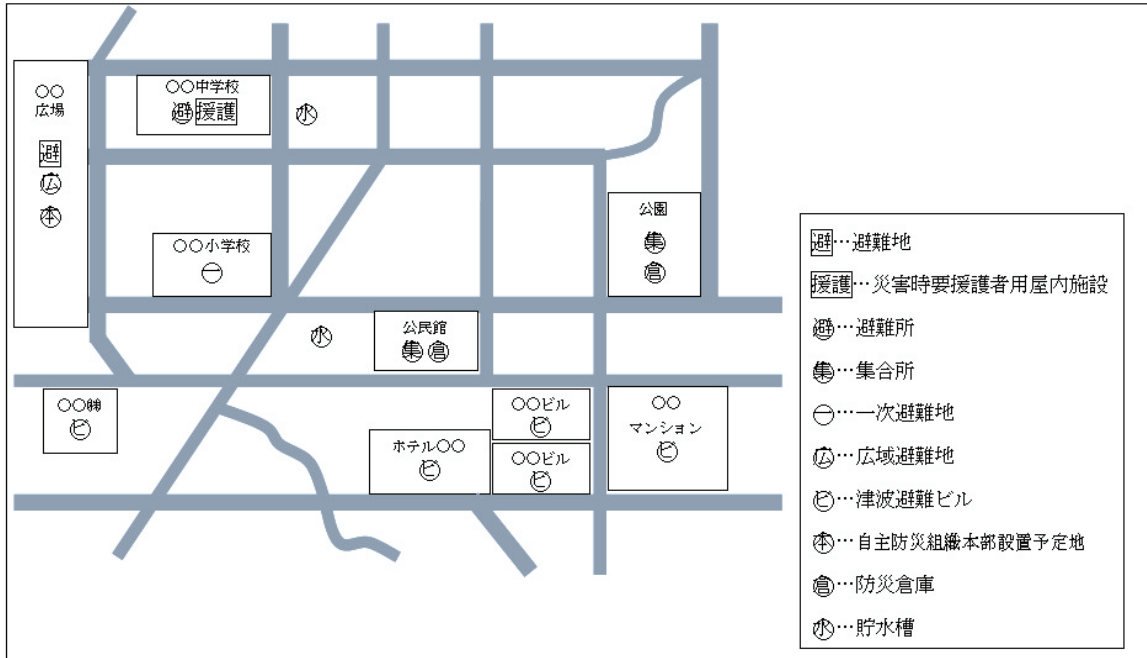 ○○
広場
避
広
本
○○中学校
避 援護
水
○○小学校
一
公園
集
倉
水
公民館
集 倉
○○㈱
ビ
ホテル○○
ビ
○○ビル
ビ
○○ビル
ビ
○○
マンション
ビ
避…避難地
援護…災害時要援護者用屋内施設
避…避難所
集…集合所
一…一次避難地
広…広域避難地
ビ…津波避難ビル
本…自主防災組織本部設置予定地
倉…防災倉庫
水…貯水槽